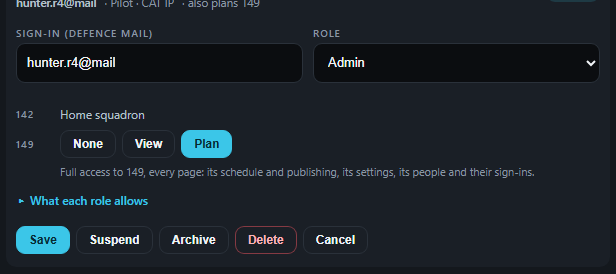 hunter.r4@mail · Pilot · CAT IP · also plans 149
SIGN-IN (DEFENCE MAIL) ROLE
hunter.r4@mail Admin
142 Home squadron
149 None View Plan
Full access to 149, every page: its schedule and publishing, its settings, its people and their sign-ins.
▸ What each role allows
Save Suspend Archive Delete Cancel